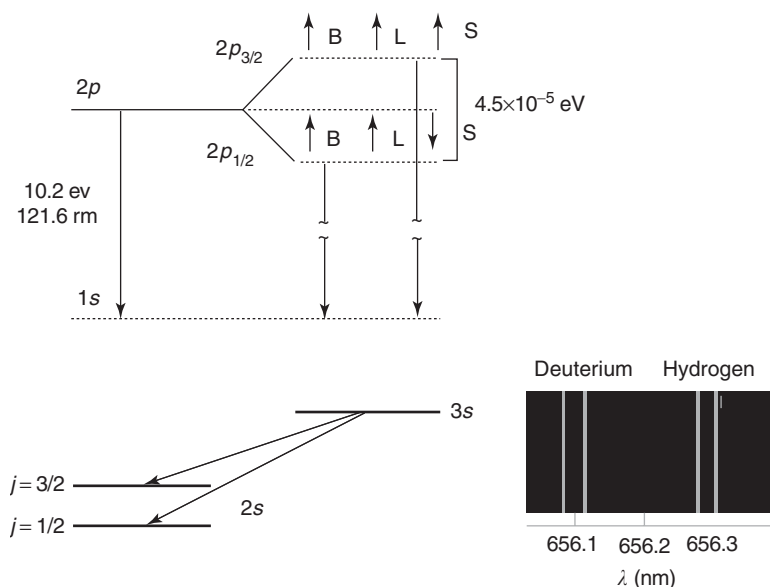 B L S
2p3/2
2p
4.5×10−5 eV
B L S
2p1/2
10.2 ev
121.6 rm
~ ~
~ ~
1s
Deuterium Hydrogen
3s
j = 3/2
2s
j = 1/2
656.1 656.2 656.3
λ (nm)